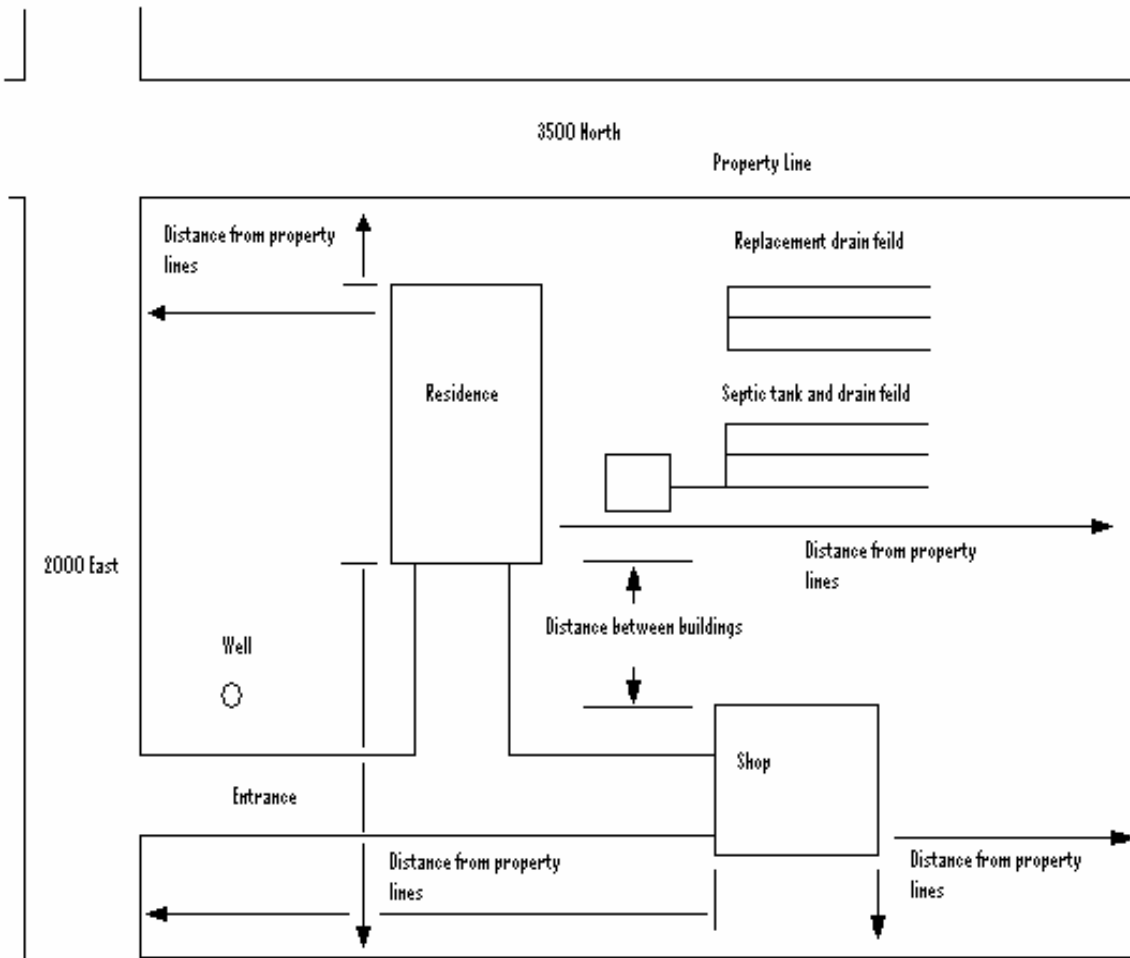 3500 North
Property Line
Distance from property
lines
Replacement drain feild
Residence
Septic tank and drain feild
2000 East
Distance from property
lines
Distance between buildings
Well
Shop
Entrance
Distance from property
lines
Distance from property
lines